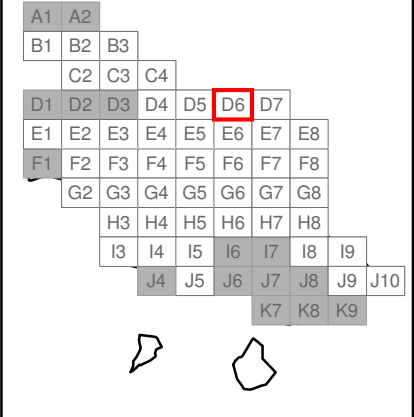 A1 A2
B1 B2 B3
C2 C3 C4
D1 D2 D3 D4 D5 D6 D7
E1 E2 E3 E4 E5 E6 E7 E8
F1 F2 F3 F4 F5 F6 F7 F8
G2 G3 G4 G5 G6 G7 G8
H3 H4 H5 H6 H7 H8
I3 I4 I5 I6 I7 I8 I9
J4 J5 J6 J7 J8 J9 J10
K7 K8 K9